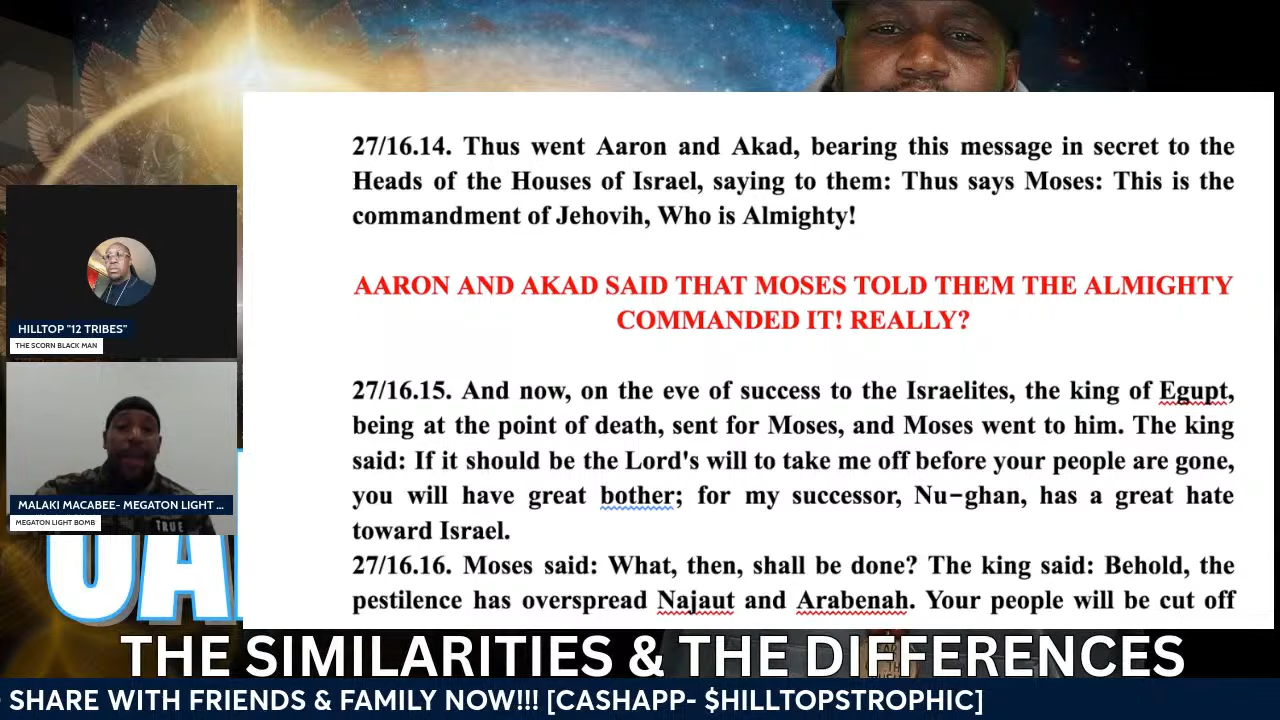 27/16.14. Thus went Aaron and Akad, bearing this message in secret to the
Heads of the Houses of Israel, saying to them: Thus says Moses: This is the
commandment of Jehovih, Who is Almighty!
AARON AND AKAD SAID THAT MOSES TOLD THEM THE ALMIGHTY
COMMANDED IT! REALLY?
27/16.15. And now, on the eve of success to the Israelites, the king of Egupt,
being at the point of death, sent for Moses, and Moses went to him. The king
said: If it should be the Lord's will to take me off before your people are gone,
you will have great bother; for my successor, Nu-ghan, has a great hate
toward Israel.
27/16.16. Moses said: What, then, shall be done? The king said: Behold, the
pestilence has overspread Najaut and Arabenah. Your people will be cut off
HILLTOP "12 TRIBES"
THE SCORN BLACK MAN
MALAKI MACABEE- MEGATON LIGHT ...
MEGATON LIGHT BOMB
TRUE
THE SIMILARITIES & THE DIFFERENCES
SHARE WITH FRIENDS & FAMILY NOW!!! [CASHAPP- $HILLTOPSTROPHIC]